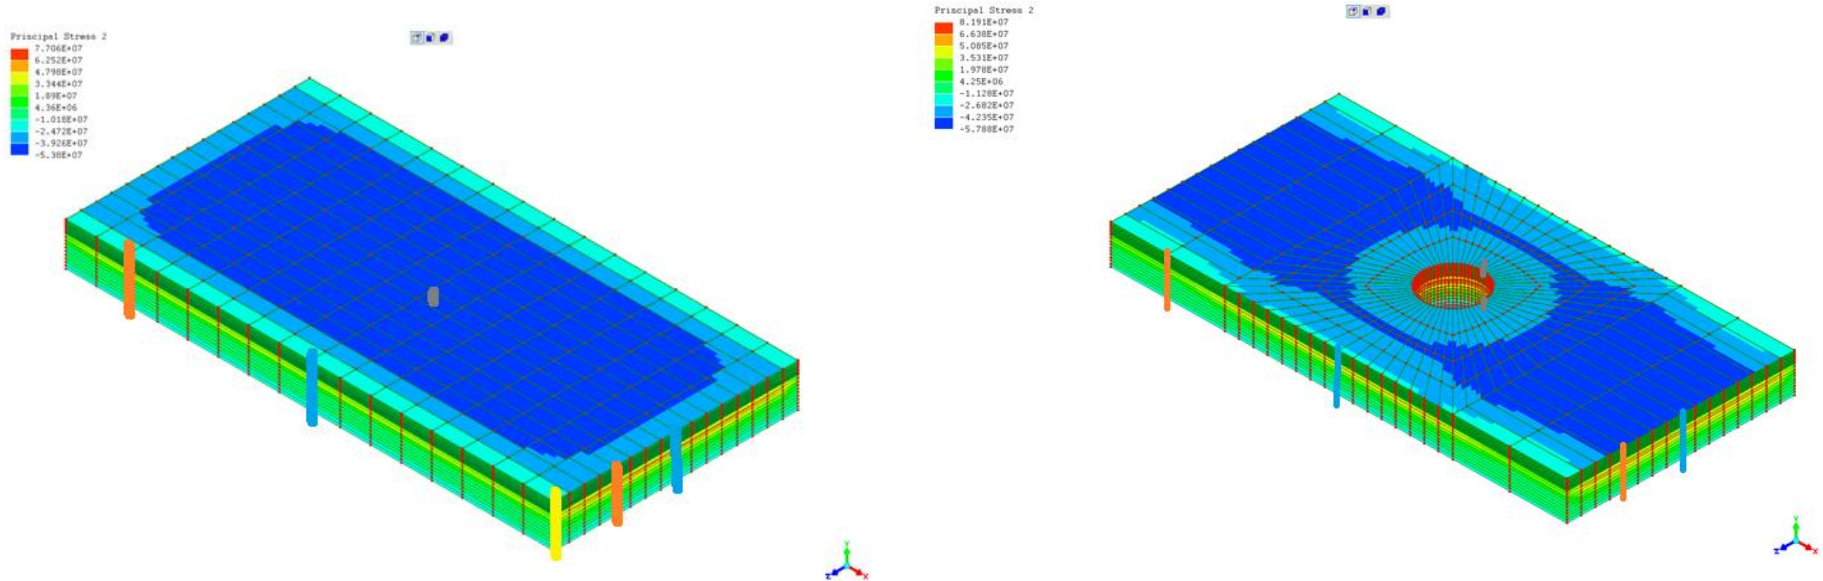 Principal Stress 2
7.706E+07
6.252E+07
4.798E+07
3.344E+07
1.89E+07
4.36E+06
-1.018E+07
-2.472E+07
-3.926E+07
-5.38E+07
Y
Z
X
Principal Stress 2
8.191E+07
6.638E+07
5.085E+07
3.531E+07
1.978E+07
4.25E+06
-1.128E+07
-2.682E+07
-4.235E+07
-5.788E+07
Y
Z
X